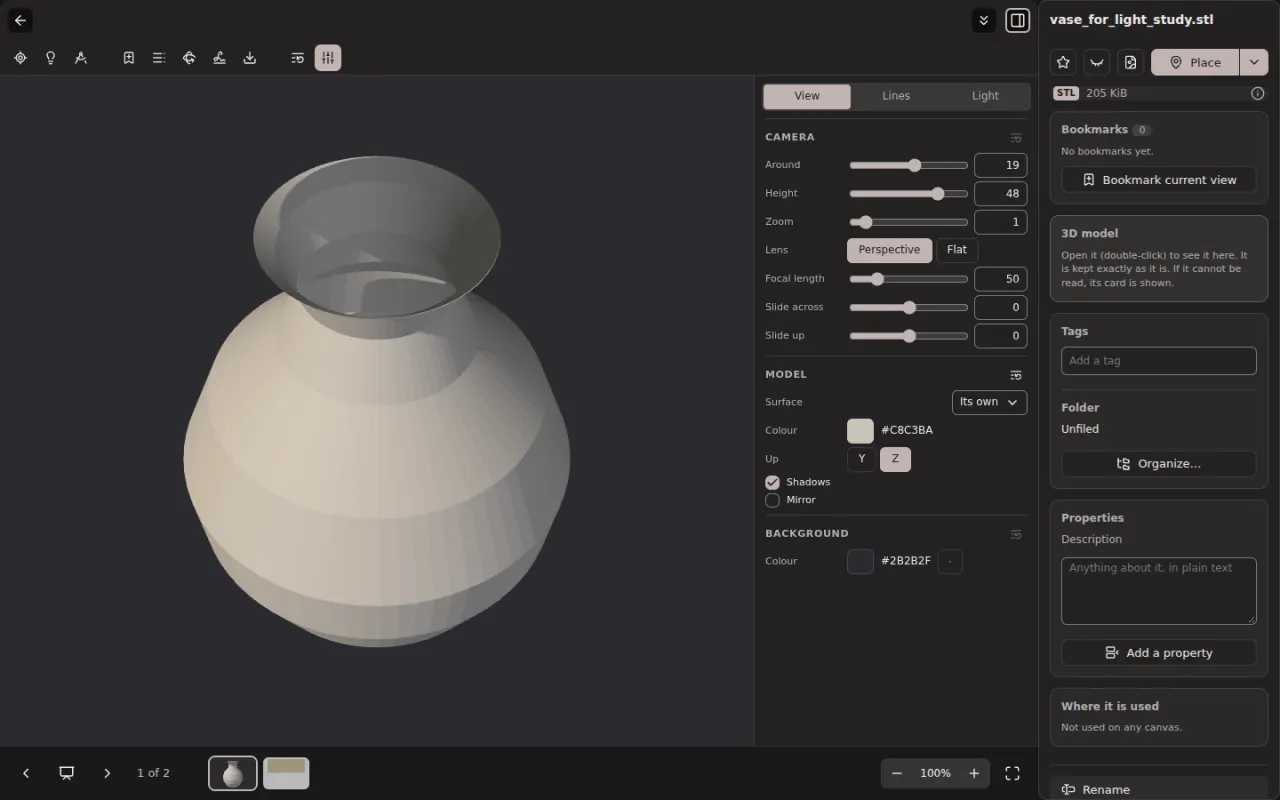 vase_for_light_study.stl
Place
STL 205 KiB
View Lines Light
CAMERA
Around 19
Height 48
Zoom 1
Lens Perspective Flat
Focal length 50
Slide across 0
Slide up 0
MODEL
Surface Its own
Colour #C8C3BA
Up Y Z
Shadows
Mirror
BACKGROUND
Colour #2B2B2F
Bookmarks 0
No bookmarks yet.
Bookmark current view
3D model
Open it (double-click) to see it here. It
is kept exactly as it is. If it cannot be
read, its card is shown.
Tags
Add a tag
Folder
Unfiled
Organize...
Properties
Description
Anything about it, in plain text
Add a property
Where it is used
Not used on any canvas.
Rename
1 of 2
100%